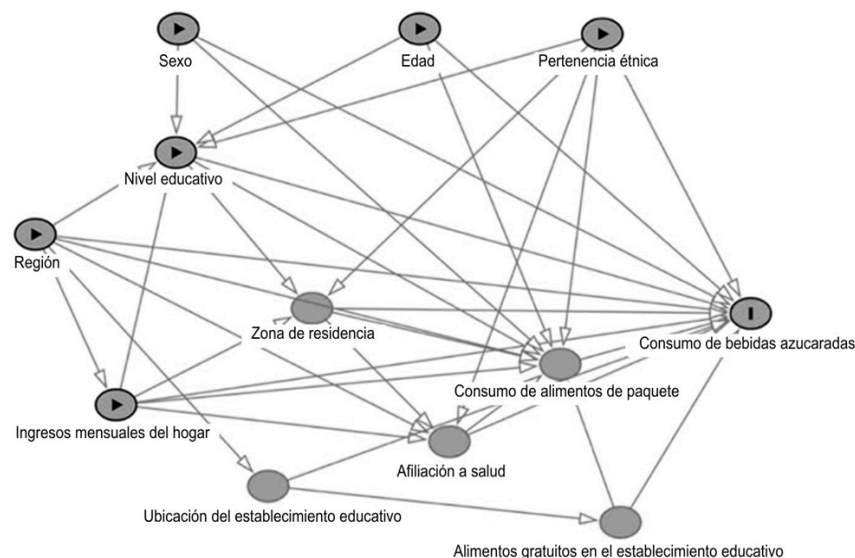 Sexo
Edad
Pertenencia étnica
Nivel educativo
Región
Zona de residencia
Consumo de bebidas azucaradas
Consumo de alimentos de paquete
Ingresos mensuales del hogar
Afiliación a salud
Ubicación del establecimiento educativo
Alimentos gratuitos en el establecimiento educativo